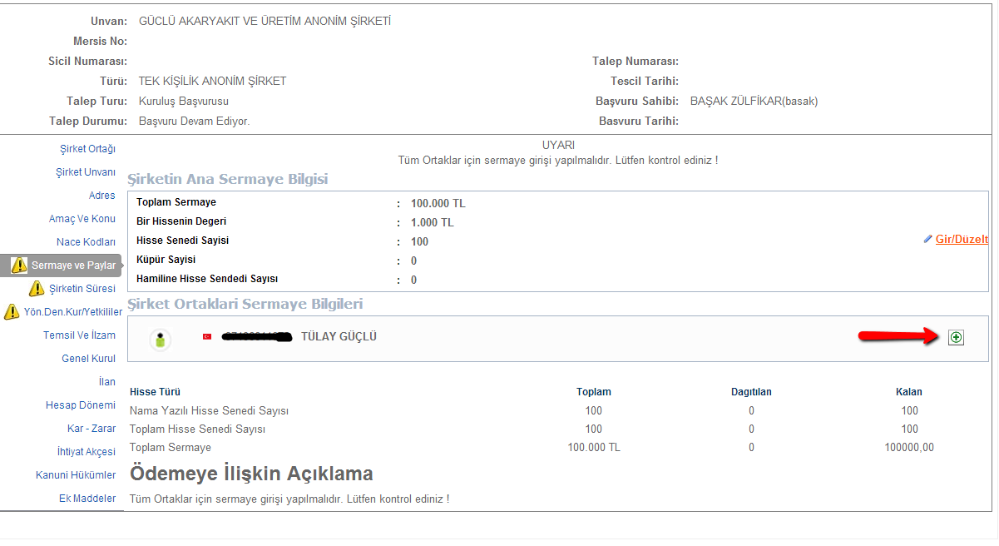 Unvan: GÜCLÜ AKARYAKIT VE ÜRETİM ANONİM ŞİRKETİ
Mersis No:
Sicil Numarası: Talep Numarası:
Türü: TEK KİŞİLİK ANONİM ŞİRKET Tescil Tarihi:
Talep Turu: Kuruluş Başvurusu Başvuru Sahibi: BAŞAK ZÜLFİKAR(basak)
Talep Durumu: Başvuru Devam Ediyor. Basvuru Tarihi:
Şirket Ortağı
Şirket Unvanı
Adres
Amaç Ve Konu
Nace Kodları
Sermaye ve Paylar
Şirketin Süresi
Yön.Den.Kur/Yetkililer
Temsil Ve İlzam
Genel Kurul
İlan
Hesap Dönemi
Kar - Zarar
İhtiyat Akçesi
Kanuni Hükümler
Ek Maddeler
UYARI
Tüm Ortaklar için sermaye girişi yapılmalıdır. Lütfen kontrol ediniz !
Şirketin Ana Sermaye Bilgisi
Toplam Sermaye : 100.000 TL
Bir Hissenin Degeri : 1.000 TL
Hisse Senedi Sayisi : 100
Gir/Düzelt
Küpür Sayisi : 0
Hamiline Hisse Sendedi Sayısı : 0
Şirket Ortaklari Sermaye Bilgileri
TÜLAY GÜÇLÜ
Hisse Türü Toplam Dagıtılan Kalan
Nama Yazılı Hisse Senedi Sayısı 100 0 100
Toplam Hisse Senedi Sayısı 100 0 100
Toplam Sermaye 100.000 TL 0 100000,00
Ödemeye İlişkin Açıklama
Tüm Ortaklar için sermaye girişi yapılmalıdır. Lütfen kontrol ediniz !